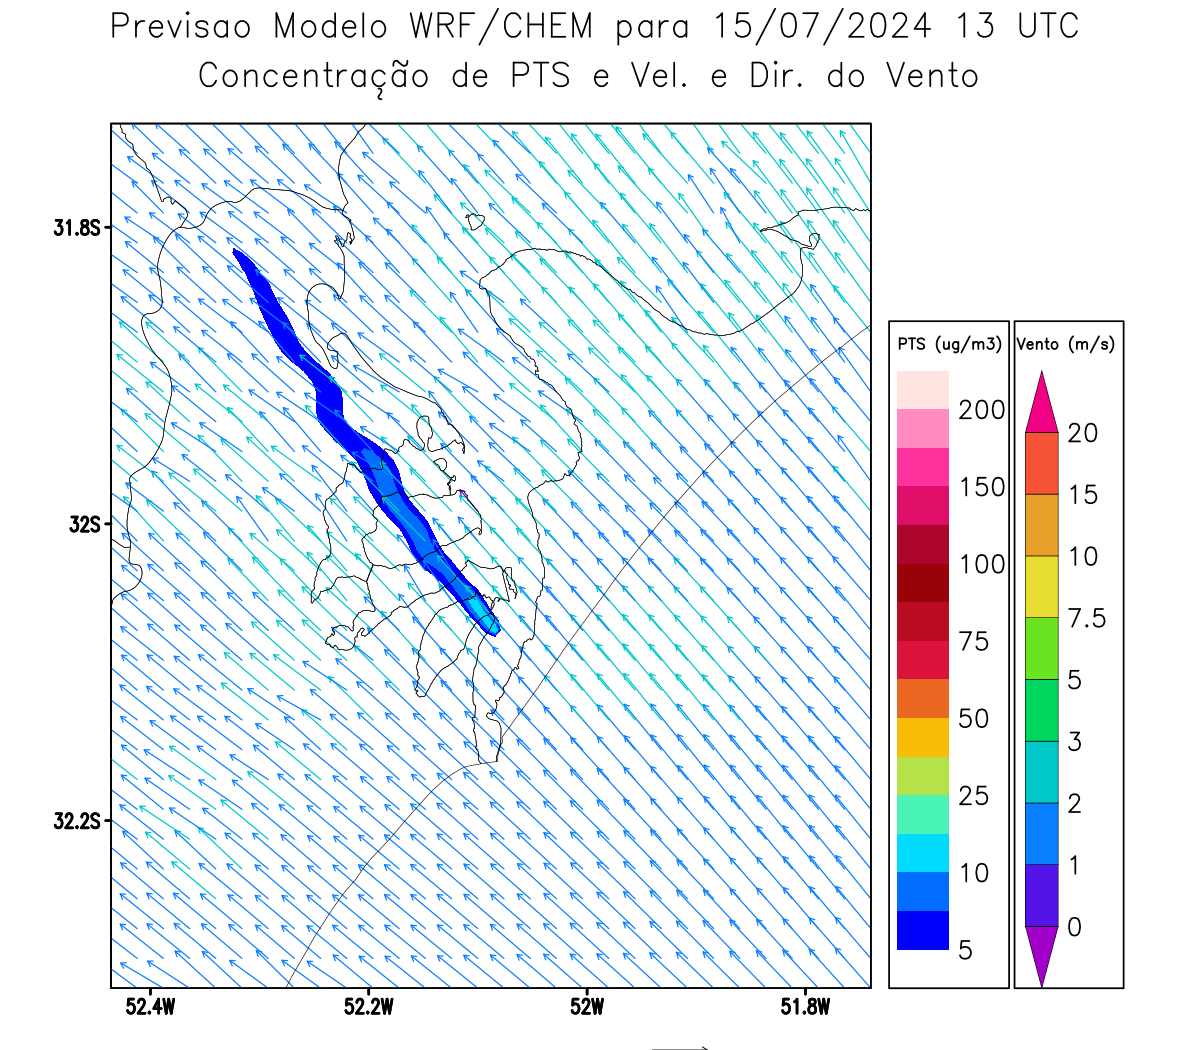 Previsao Modelo WRF/CHEM para 15/07/2024 13 UTC
Concentração de PTS e Vel. e Dir. do Vento
31.8S
32S
32.2S
52.4W
52.2W
52W
51.8W
PTS (ug/m3)
200
150
100
75
50
25
10
5
Vento (m/s)
20
15
10
7.5
5
3
2
1
0